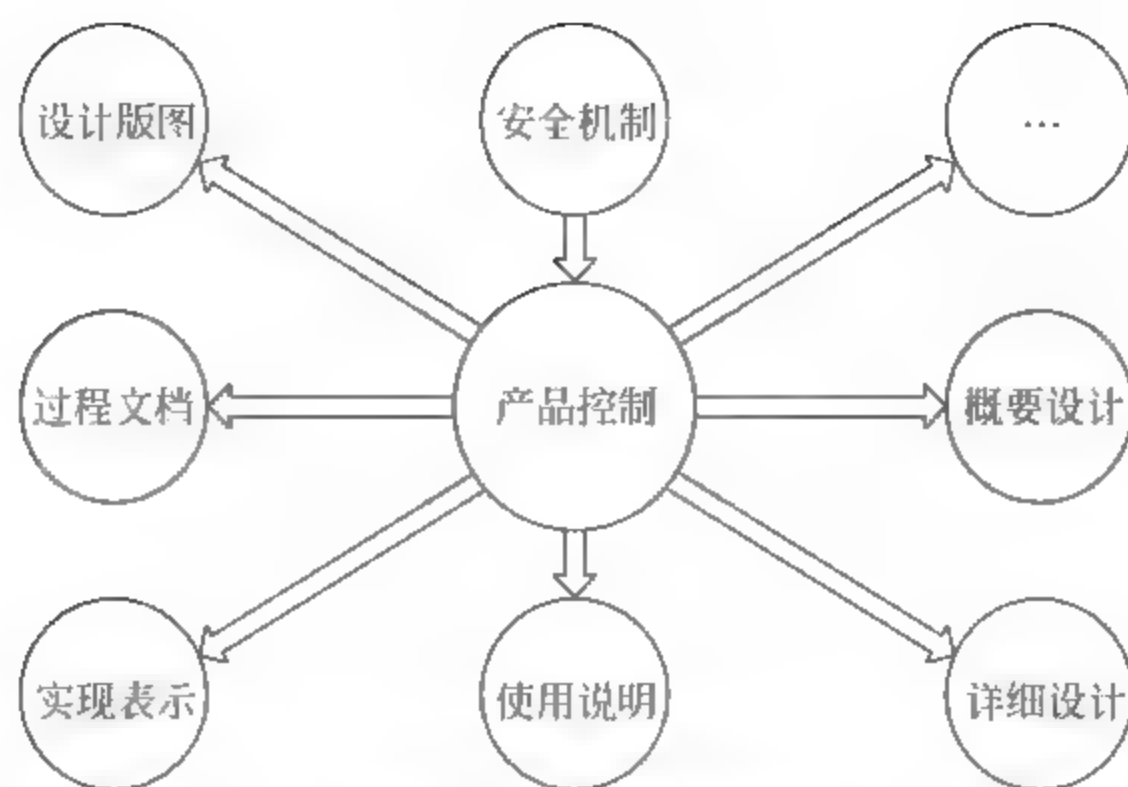 设计版图
安全机制
…
过程文档
产品控制
概要设计
实现表示
使用说明
详细设计